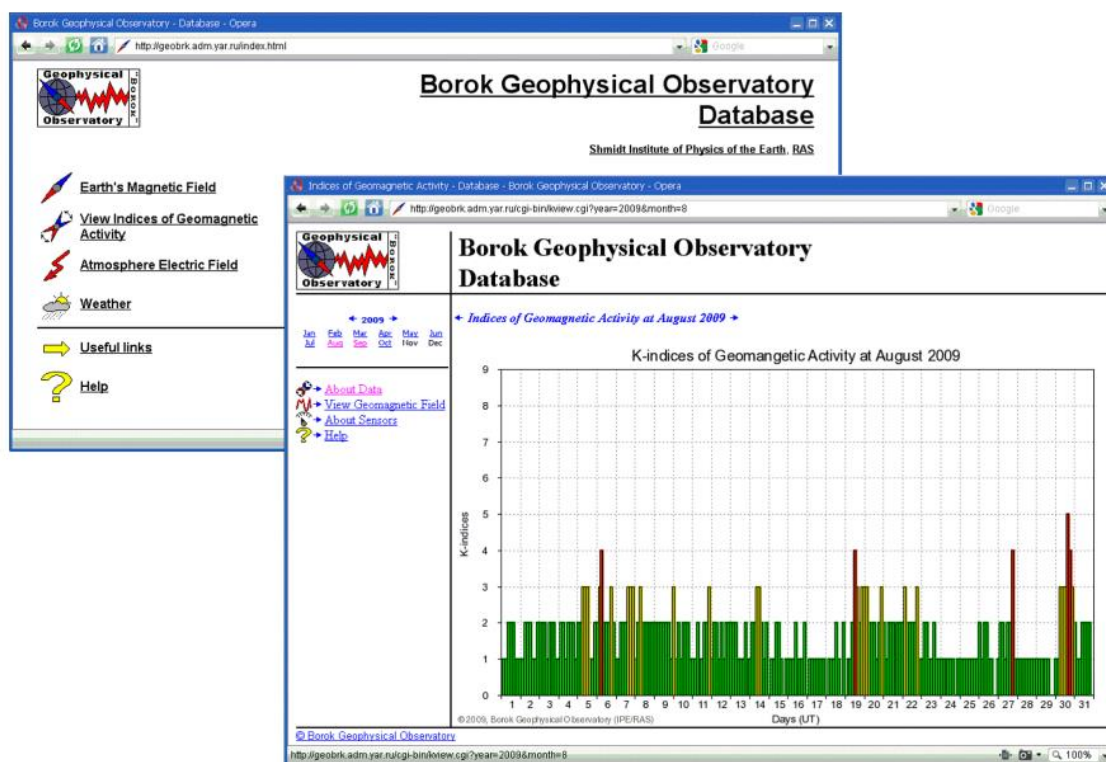 Borok Geophysical Observatory - Database - Opera
http://geobrk.adm.yar.ru/index.html
Google
Geophysical
"Borok"
Observatory
Borok Geophysical Observatory
Database
Shmidt Institute of Physics of the Earth, RAS
Earth's Magnetic Field
View Indices of Geomagnetic
Activity
Atmosphere Electric Field
Weather
Useful links
Help
Indices of Geomagnetic Activity - Database - Borok Geophysical Observatory - Opera
http://geobrk.adm.yar.ru/cgi-bin/kview.cgi?year=2009&month=8
Google
Geophysical
"Borok"
Observatory
Borok Geophysical Observatory
Database
2009
Jan Feb Mar Apr May Jun
Jul Aug Sep Oct Nov Dec
About Data
View Geomagnetic Field
About Sensors
Help
Indices of Geomagnetic Activity at August 2009
K-indices of Geomangetic Activity at August 2009
9
8
7
6
5
4
3
2
1
0
K-indices
1 2 3 4 5 6 7 8 9 10 11 12 13 14 15 16 17 18 19 20 21 22 23 24 25 26 27 28 29 30 31
©2009, Borok Geophysical Observatory (IPE/RAS)
Days (UT)
© Borok Geophysical Observatory
http://geobrk.adm.yar.ru/cgi-bin/kview.cgi?year=2009&month=8
100%